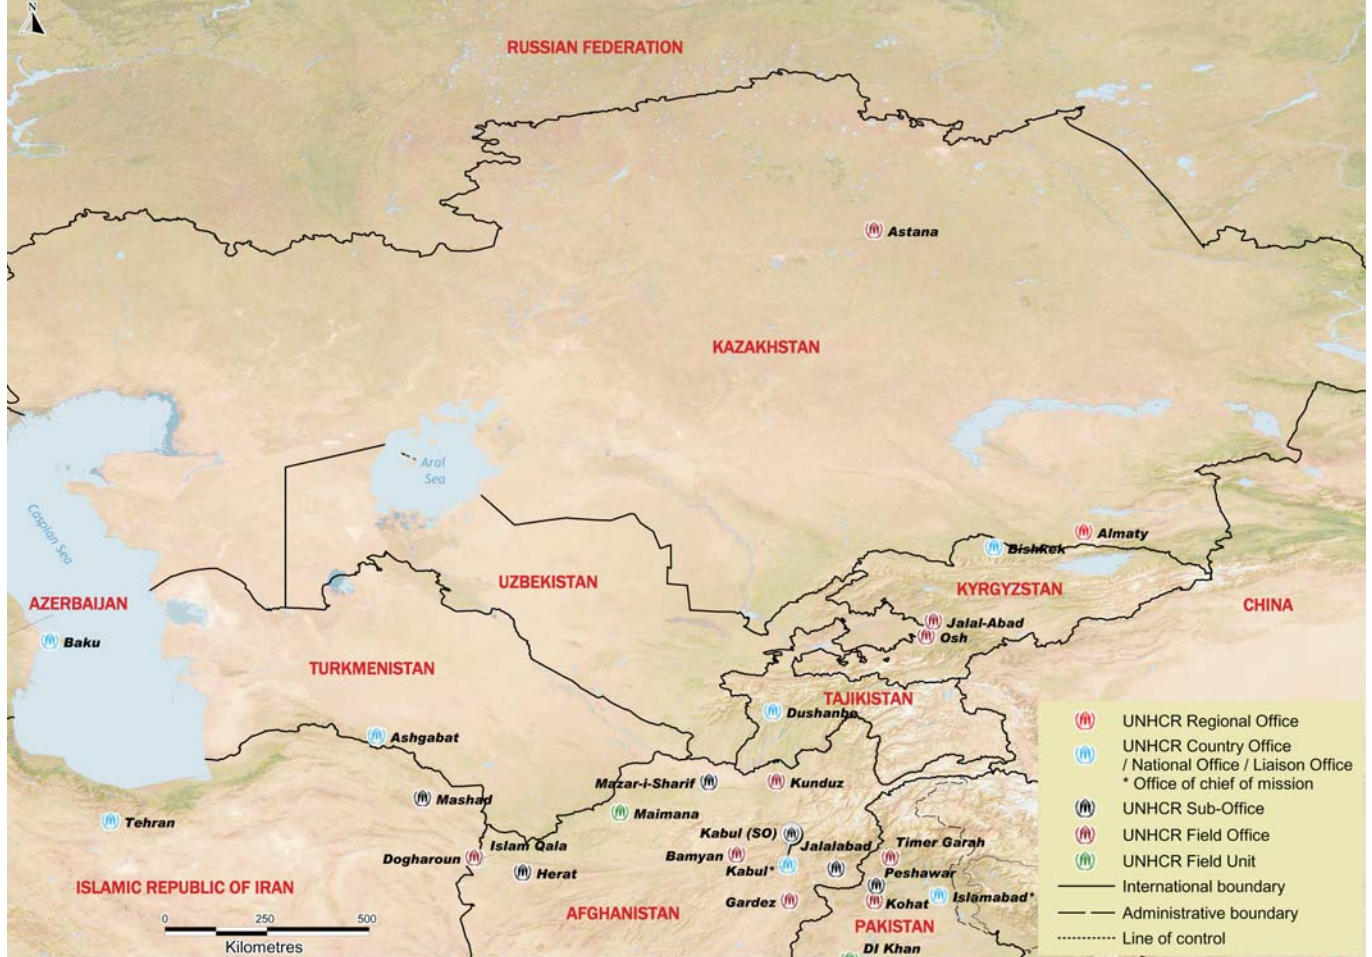 N
RUSSIAN FEDERATION
Astana
KAZAKHSTAN
Aral
Sea
Caspian Sea
Almaty
Bishkek
UZBEKISTAN
KYRGYZSTAN
AZERBAIJAN
CHINA
Jalal-Abad
Osh
Baku
TURKMENISTAN
TAJIKISTAN
Dushanbe
Ashgabat
Mazar-i-Sharif
Kunduz
Mashad
Maimana
Tehran
Kabul (SO)
Jalalabad
Timer Garah
Islam Qala
Dogharoun
Bamyan
Kabul*
Herat
Peshawar
ISLAMIC REPUBLIC OF IRAN
Gardez
Kohat
Islamabad*
AFGHANISTAN
PAKISTAN
DI Khan
0 250 500
Kilometres
UNHCR Regional Office
UNHCR Country Office
/ National Office / Liaison Office
* Office of chief of mission
UNHCR Sub-Office
UNHCR Field Office
UNHCR Field Unit
International boundary
Administrative boundary
Line of control